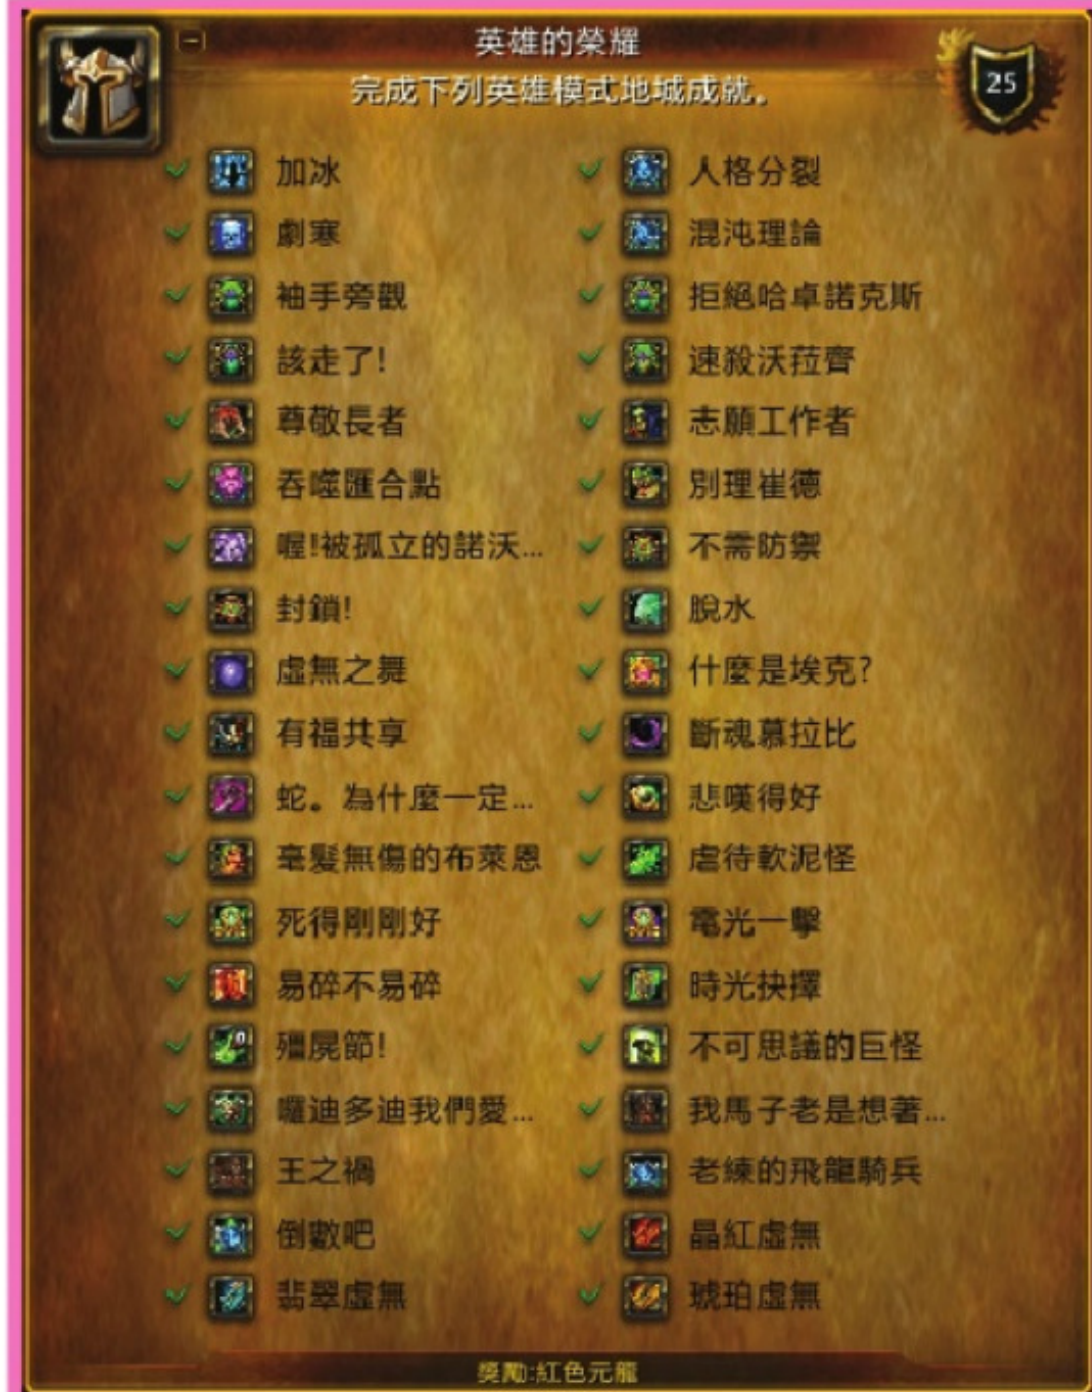 英雄的榮耀
完成下列英雄模式地城成就。
25
加冰 人格分裂
劇寒 混沌理論
袖手旁觀 拒絕哈卓諾克斯
該走了! 速殺沃菈齊
尊敬長者 志願工作者
吞噬匯合點 別理崔德
喔!被孤立的諾沃... 不需防禦
封鎖! 脫水
虛無之舞 什麼是埃克?
有福共享 斷魂慕拉比
蛇。為什麼一定... 悲嘆得好
毫髮無傷的布萊恩 虐待軟泥怪
死得剛剛好 電光一擊
易碎不易碎 時光抉擇
殭屍節! 不可思議的巨怪
囉迪多迪我們愛... 我馬子老是想著...
王之禍 老練的飛龍騎兵
倒數吧 晶紅虛無
翡翠虛無 琥珀虛無
獎勵:紅色元龍